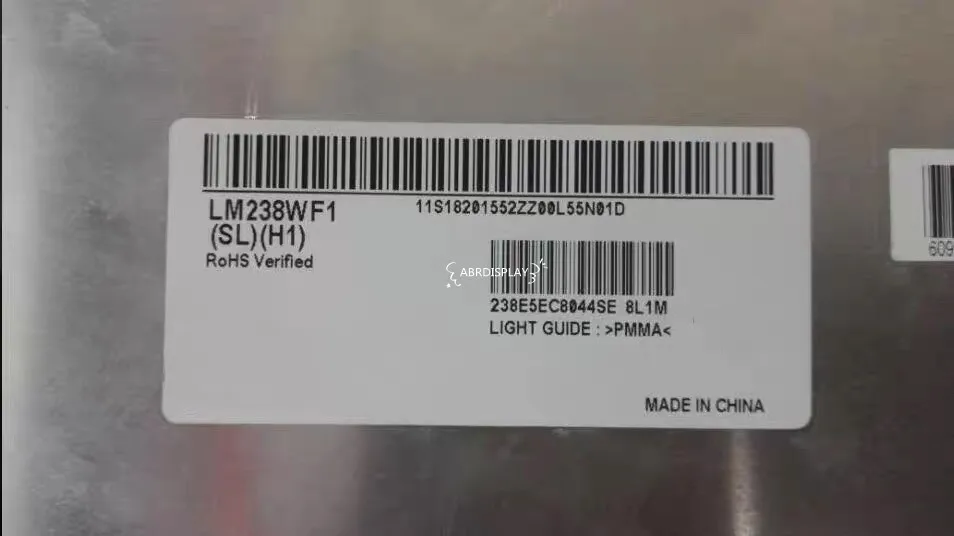 LM238WF1
(SL)(H1)
RoHS Verified
11S18201552ZZ00L55N01D
ABRDISPLAY
238E5EC8044SE 8L1M
LIGHT GUIDE : >PMMA<
MADE IN CHINA
609